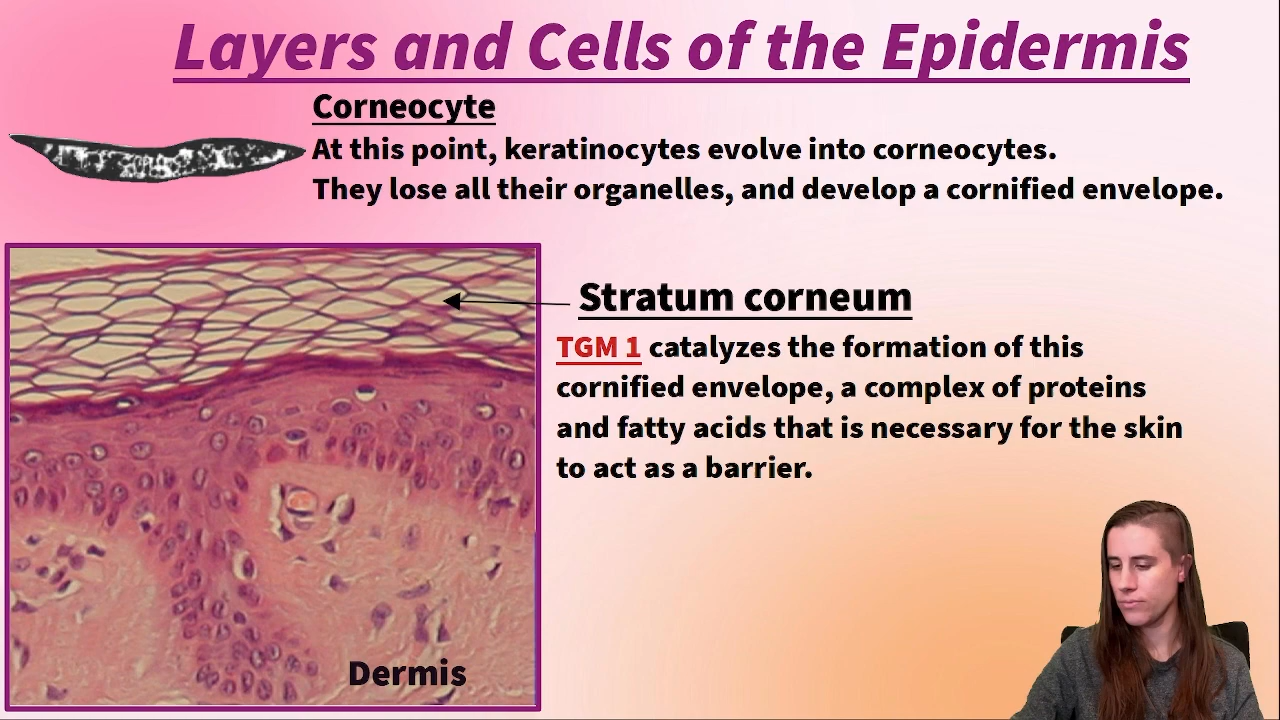 Layers and Cells of the Epidermis
Corneocyte
At this point, keratinocytes evolve into corneocytes.
They lose all their organelles, and develop a cornified envelope.
Stratum corneum
TGM 1 catalyzes the formation of this
cornified envelope, a complex of proteins
and fatty acids that is necessary for the skin
to act as a barrier.
Dermis